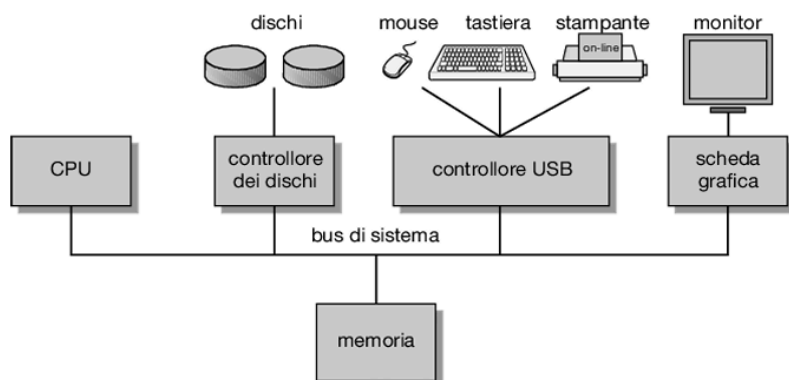 dischi
mouse
tastiera
stampante
monitor
on-line
CPU
controllore
dei dischi
controllore USB
scheda
grafica
bus di sistema
memoria